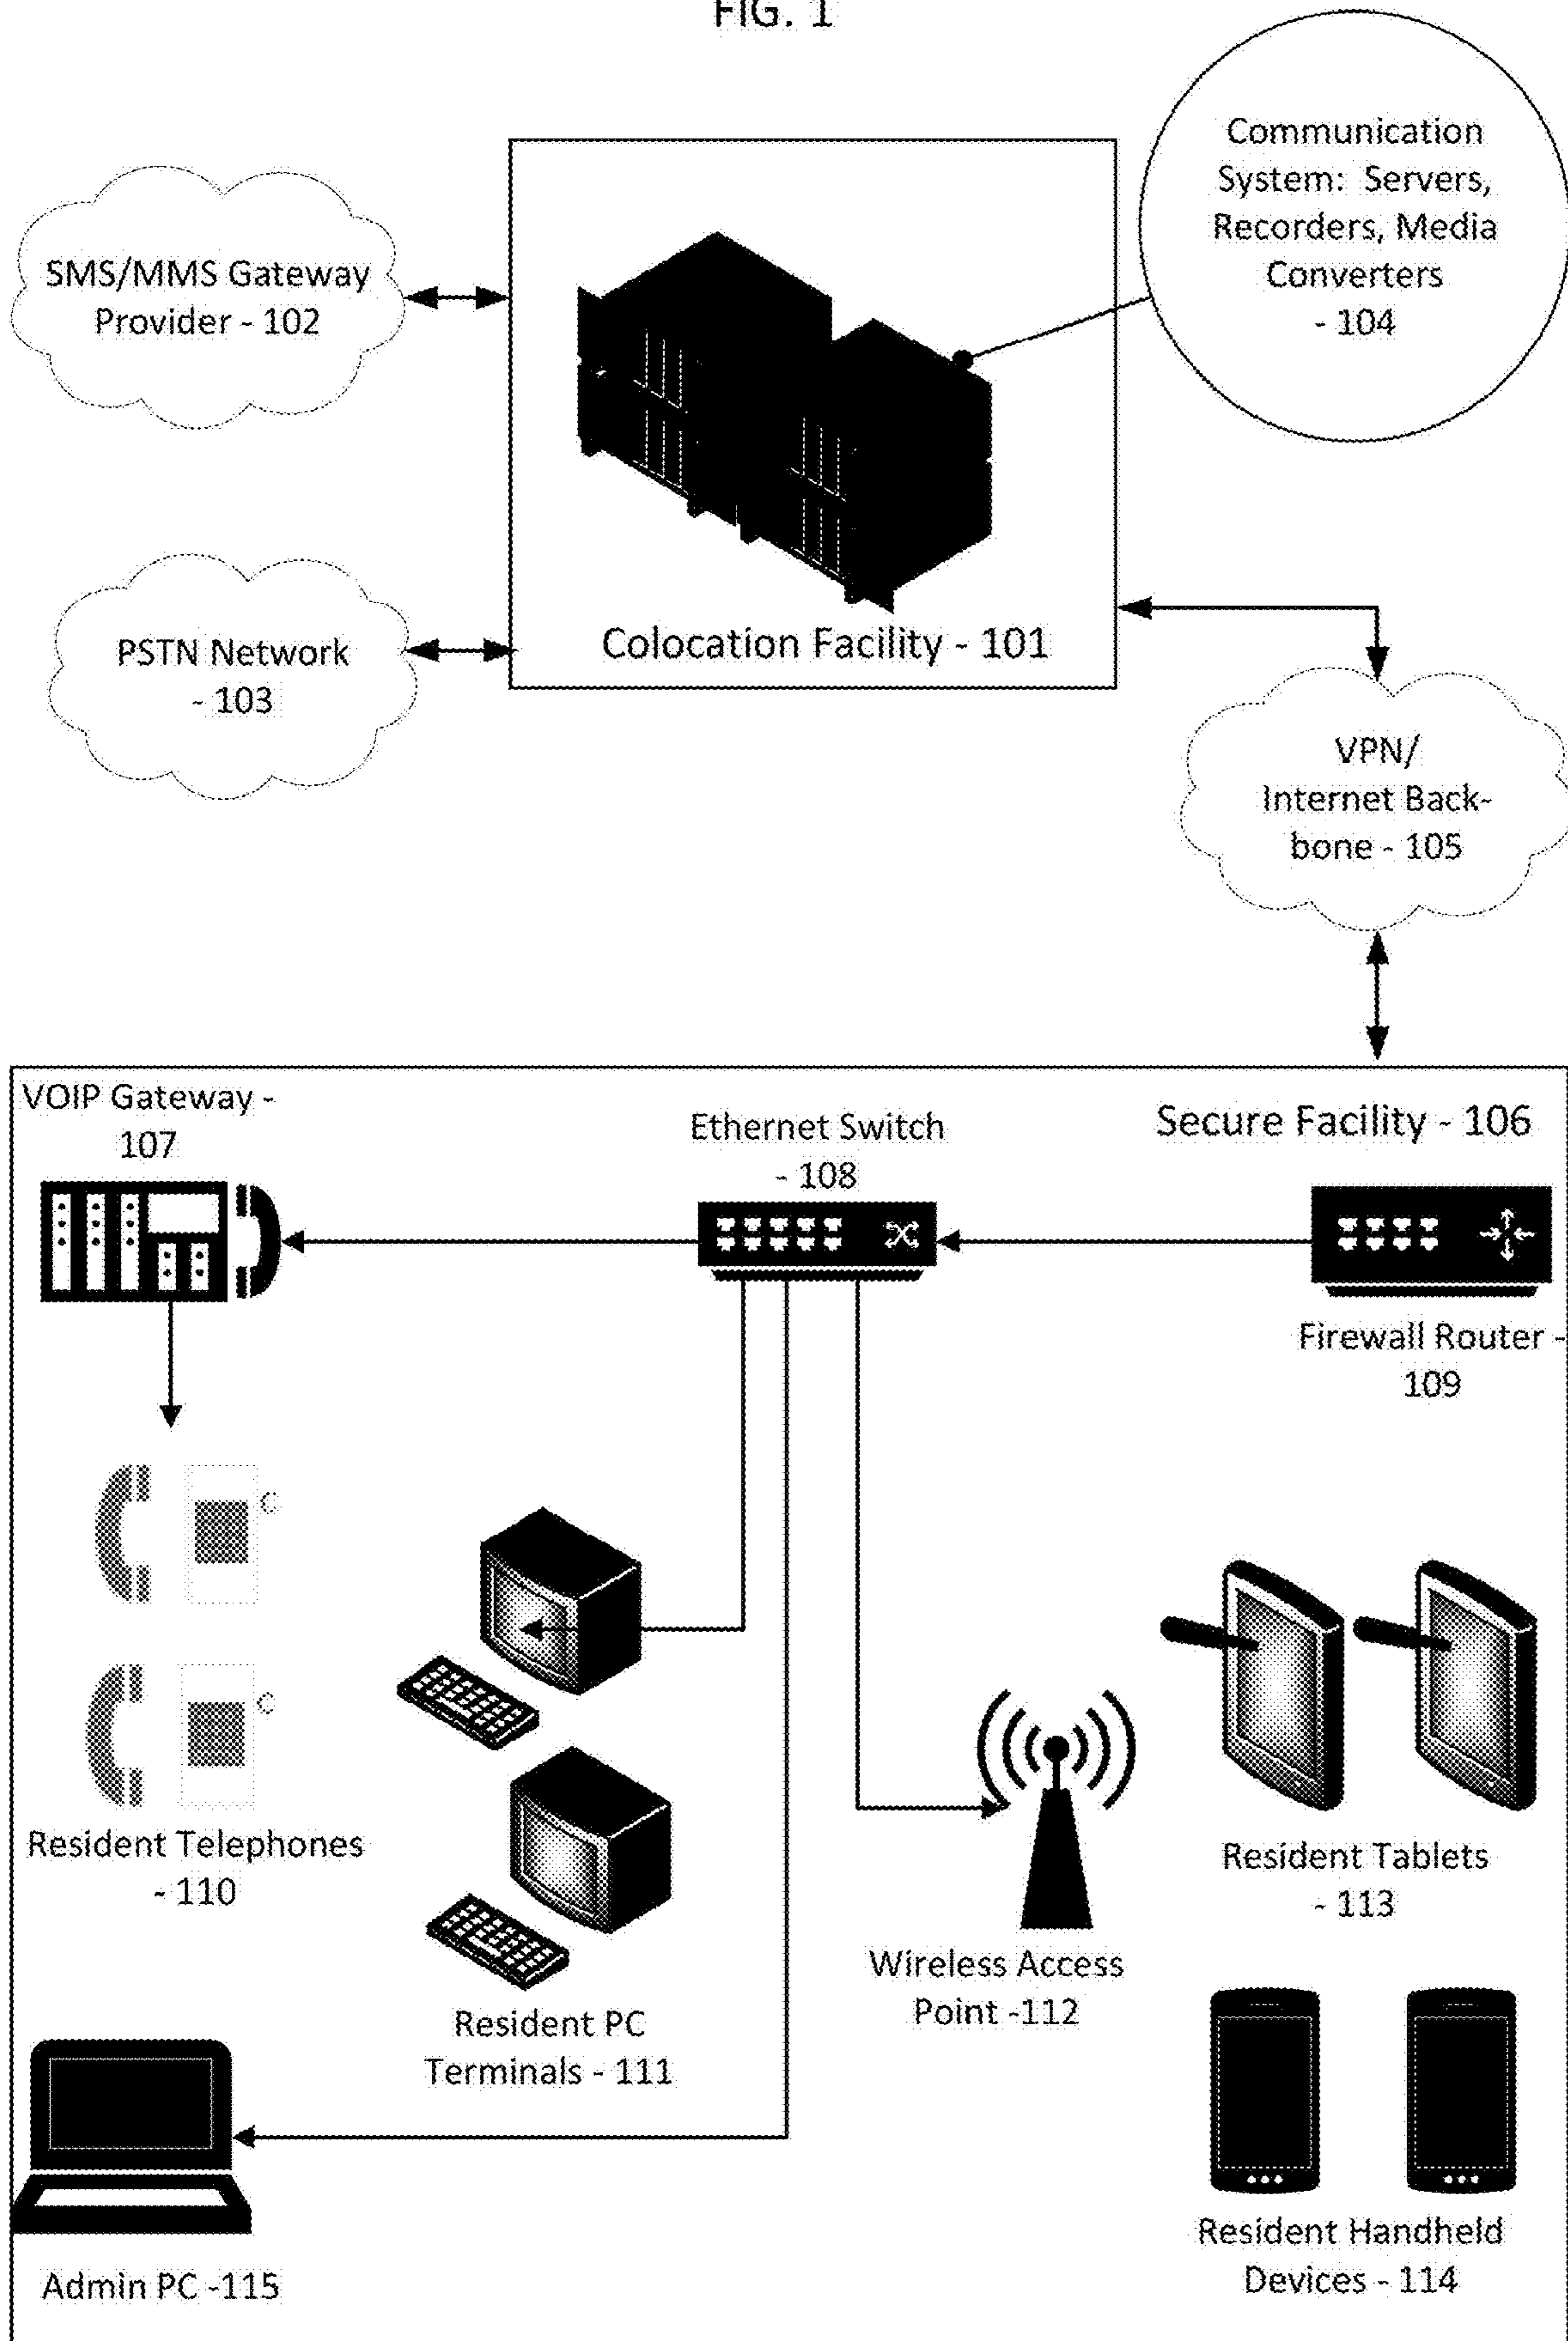 FIG. 1
Communication
System: Servers,
Recorders, Media
Converters
- 104
SMS/MMS Gateway
Provider - 102
PSTN Network
- 103
Colocation Facility - 101
VPN/
Internet Back-
bone - 105
VOIP Gateway -
107
Ethernet Switch
- 108
Secure Facility - 106
Firewall Router -
109
Resident Telephones
- 110
Resident PC
Terminals - 111
Wireless Access
Point -112
Resident Tablets
- 113
Resident Handheld
Devices - 114
Admin PC -115